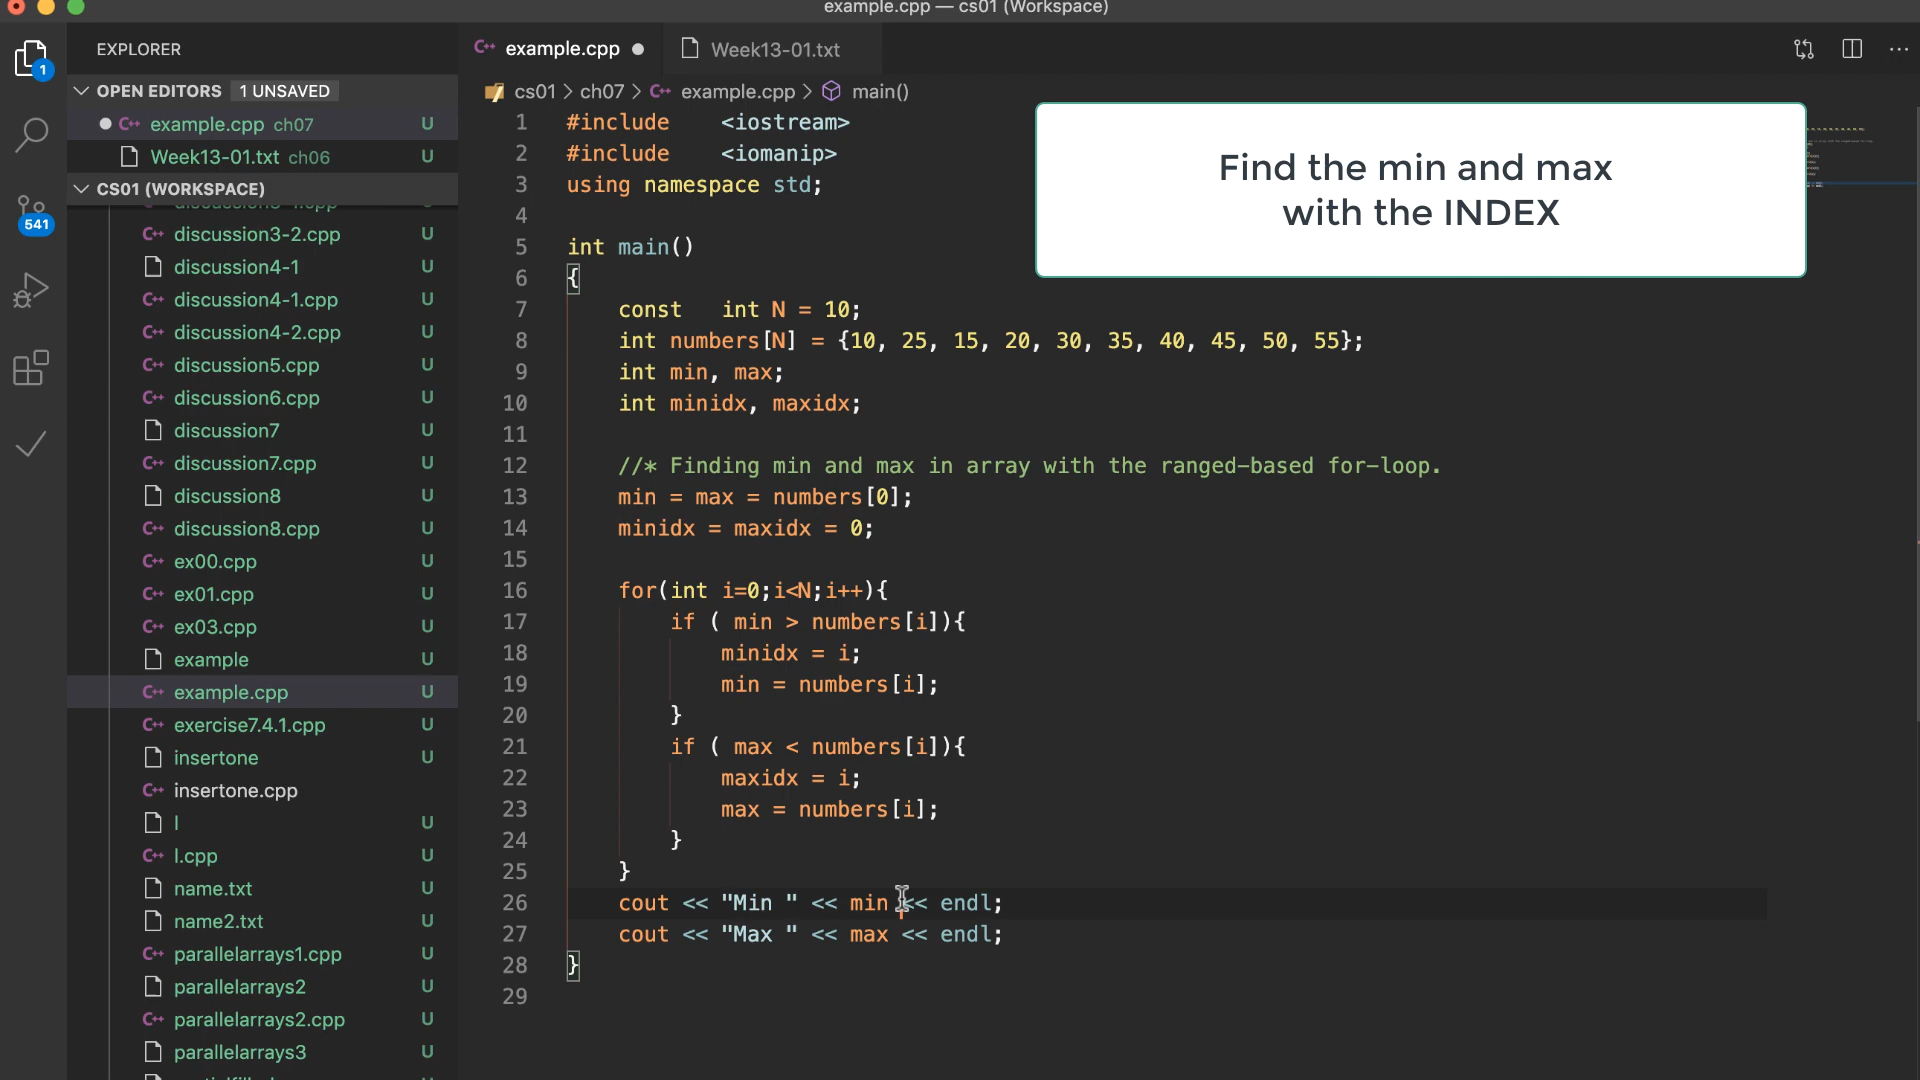 example.cpp — cs01 (Workspace)
EXPLORER
OPEN EDITORS 1 UNSAVED
example.cpp ch07 U
Week13-01.txt ch06 U
CS01 (WORKSPACE)
discussion3-1.cpp
discussion3-2.cpp U
discussion4-1 U
discussion4-1.cpp U
discussion4-2.cpp U
discussion5.cpp U
discussion6.cpp U
discussion7 U
discussion7.cpp U
discussion8 U
discussion8.cpp U
ex00.cpp U
ex01.cpp U
ex03.cpp U
example U
example.cpp U
exercise7.4.1.cpp U
insertone U
insertone.cpp
l U
l.cpp U
name.txt U
name2.txt U
parallelarrays1.cpp U
parallelarrays2 U
parallelarrays2.cpp U
parallelarrays3 U
1
541
example.cpp
Week13-01.txt
cs01 > ch07 > example.cpp > main()
Find the min and max
with the INDEX
1 #include    <iostream>
2 #include    <iomanip>
3 using namespace std;
4
5 int main()
6 {
7     const   int N = 10;
8     int numbers[N] = {10, 25, 15, 20, 30, 35, 40, 45, 50, 55};
9     int min, max;
10     int minidx, maxidx;
11
12     //* Finding min and max in array with the ranged-based for-loop.
13     min = max = numbers[0];
14     minidx = maxidx = 0;
15
16     for(int i=0;i<N;i++){
17         if ( min > numbers[i]){
18             minidx = i;
19             min = numbers[i];
20         }
21         if ( max < numbers[i]){
22             maxidx = i;
23             max = numbers[i];
24         }
25     }
26     cout << "Min " << min << endl;
27     cout << "Max " << max << endl;
28 }
29